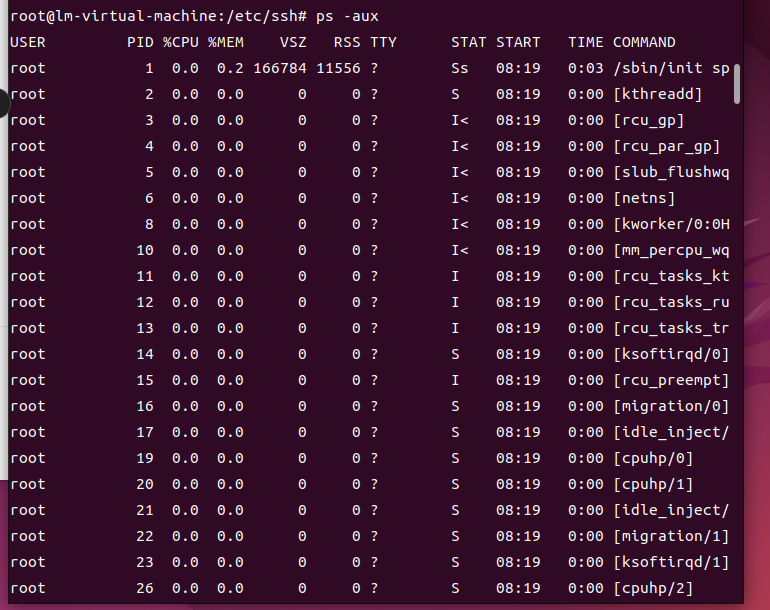 root@lm-virtual-machine:/etc/ssh# ps -aux
USER PID %CPU %MEM VSZ RSS TTY STAT START TIME COMMAND
root 1 0.0 0.2 166784 11556 ? Ss 08:19 0:03 /sbin/init sp
root 2 0.0 0.0 0 0 ? S 08:19 0:00 [kthreadd]
root 3 0.0 0.0 0 0 ? I< 08:19 0:00 [rcu_gp]
root 4 0.0 0.0 0 0 ? I< 08:19 0:00 [rcu_par_gp]
root 5 0.0 0.0 0 0 ? I< 08:19 0:00 [slub_flushwq
root 6 0.0 0.0 0 0 ? I< 08:19 0:00 [netns]
root 8 0.0 0.0 0 0 ? I< 08:19 0:00 [kworker/0:0H
root 10 0.0 0.0 0 0 ? I< 08:19 0:00 [mm_percpu_wq
root 11 0.0 0.0 0 0 ? I 08:19 0:00 [rcu_tasks_kt
root 12 0.0 0.0 0 0 ? I 08:19 0:00 [rcu_tasks_ru
root 13 0.0 0.0 0 0 ? I 08:19 0:00 [rcu_tasks_tr
root 14 0.0 0.0 0 0 ? S 08:19 0:00 [ksoftirqd/0]
root 15 0.0 0.0 0 0 ? I 08:19 0:00 [rcu_preempt]
root 16 0.0 0.0 0 0 ? S 08:19 0:00 [migration/0]
root 17 0.0 0.0 0 0 ? S 08:19 0:00 [idle_inject/
root 19 0.0 0.0 0 0 ? S 08:19 0:00 [cpuhp/0]
root 20 0.0 0.0 0 0 ? S 08:19 0:00 [cpuhp/1]
root 21 0.0 0.0 0 0 ? S 08:19 0:00 [idle_inject/
root 22 0.0 0.0 0 0 ? S 08:19 0:00 [migration/1]
root 23 0.0 0.0 0 0 ? S 08:19 0:00 [ksoftirqd/1]
root 26 0.0 0.0 0 0 ? S 08:19 0:00 [cpuhp/2]